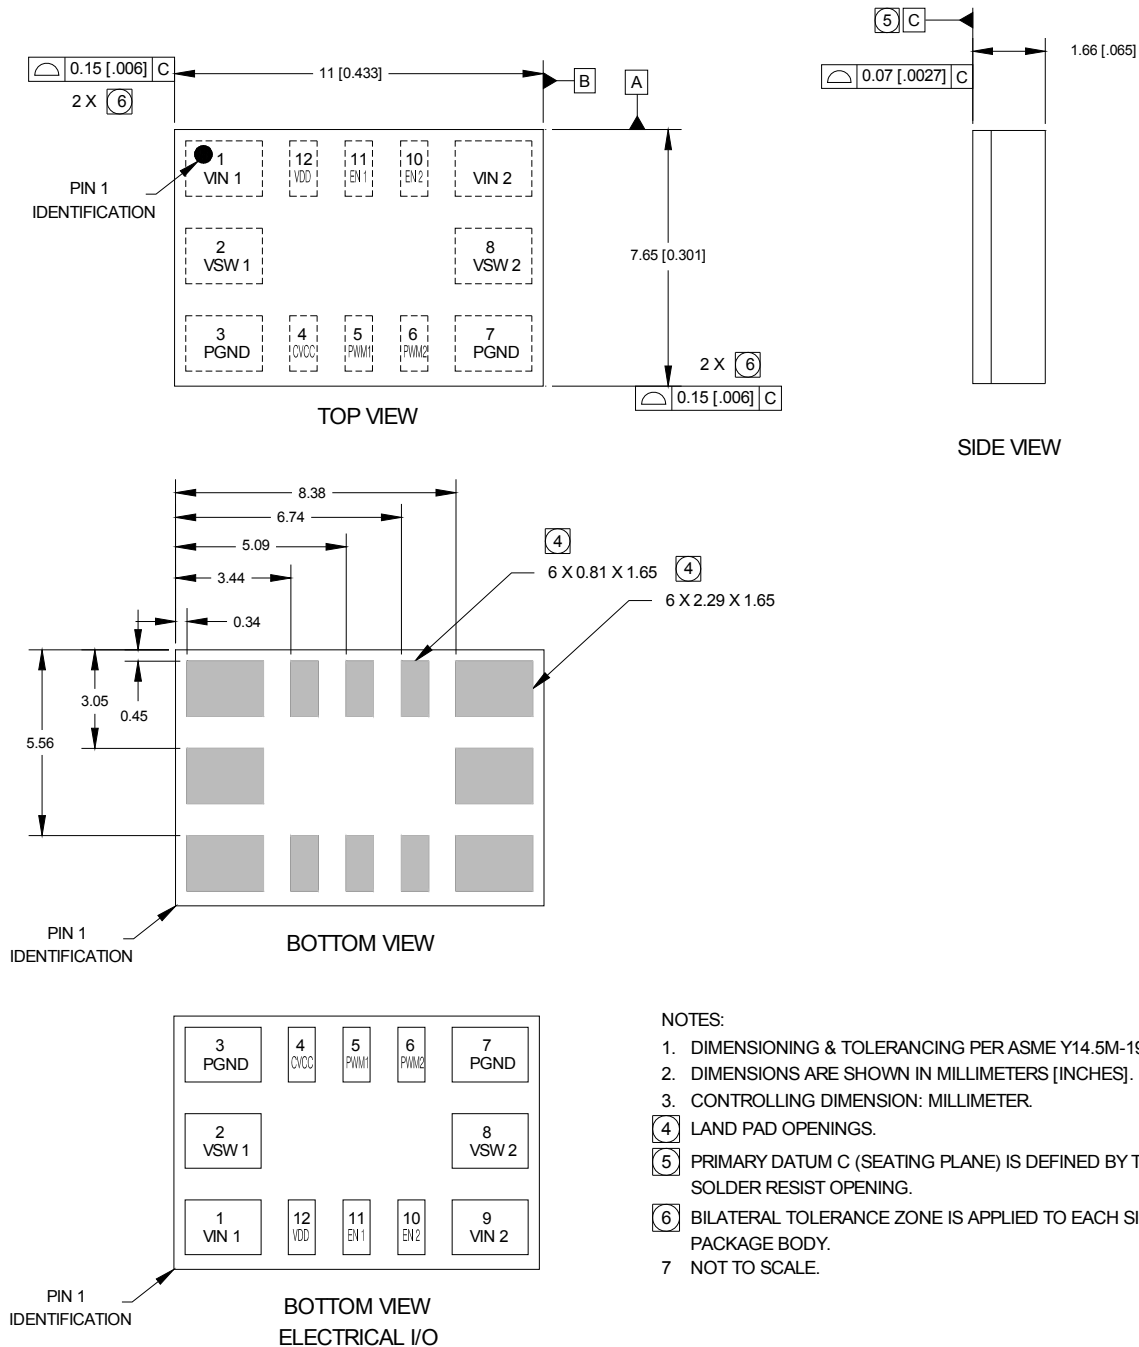 5 C
1.66 [.065]
0.15 [.006] C
11 [0.433]
B
A
0.07 [.0027] C
2 X 6
PIN 1
IDENTIFICATION
1
VIN 1
12
VDD
11
EN 1
10
EN 2
VIN 2
2
VSW 1
8
VSW 2
7.65 [0.301]
3
PGND
4
CVCC
5
PWM1
6
PWM2
7
PGND
2 X 6
0.15 [.006] C
TOP VIEW
SIDE VIEW
8.38
6.74
5.09
3.44
0.34
4
6 X 0.81 X 1.65 4
6 X 2.29 X 1.65
3.05
0.45
5.56
PIN 1
IDENTIFICATION
BOTTOM VIEW
3
PGND
4
CVCC
5
PWM1
6
PWM2
7
PGND
2
VSW 1
8
VSW 2
1
VIN 1
12
VDD
11
EN 1
10
EN 2
9
VIN 2
PIN 1
IDENTIFICATION
BOTTOM VIEW
ELECTRICAL I/O
NOTES:
1. DIMENSIONING & TOLERANCING PER ASME
2. DIMENSIONS ARE SHOWN IN MILLIMETERS [INCHES].
3. CONTROLLING DIMENSION: MILLIMETER.
4 LAND PAD OPENINGS.
5 PRIMARY DATUM C (SEATING PLANE) IS DEFINED BY
SOLDER RESIST OPENING.
6 BILATERAL TOLERANCE ZONE IS APPLIED TO EACH
PACKAGE BODY.
7 NOT TO SCALE.